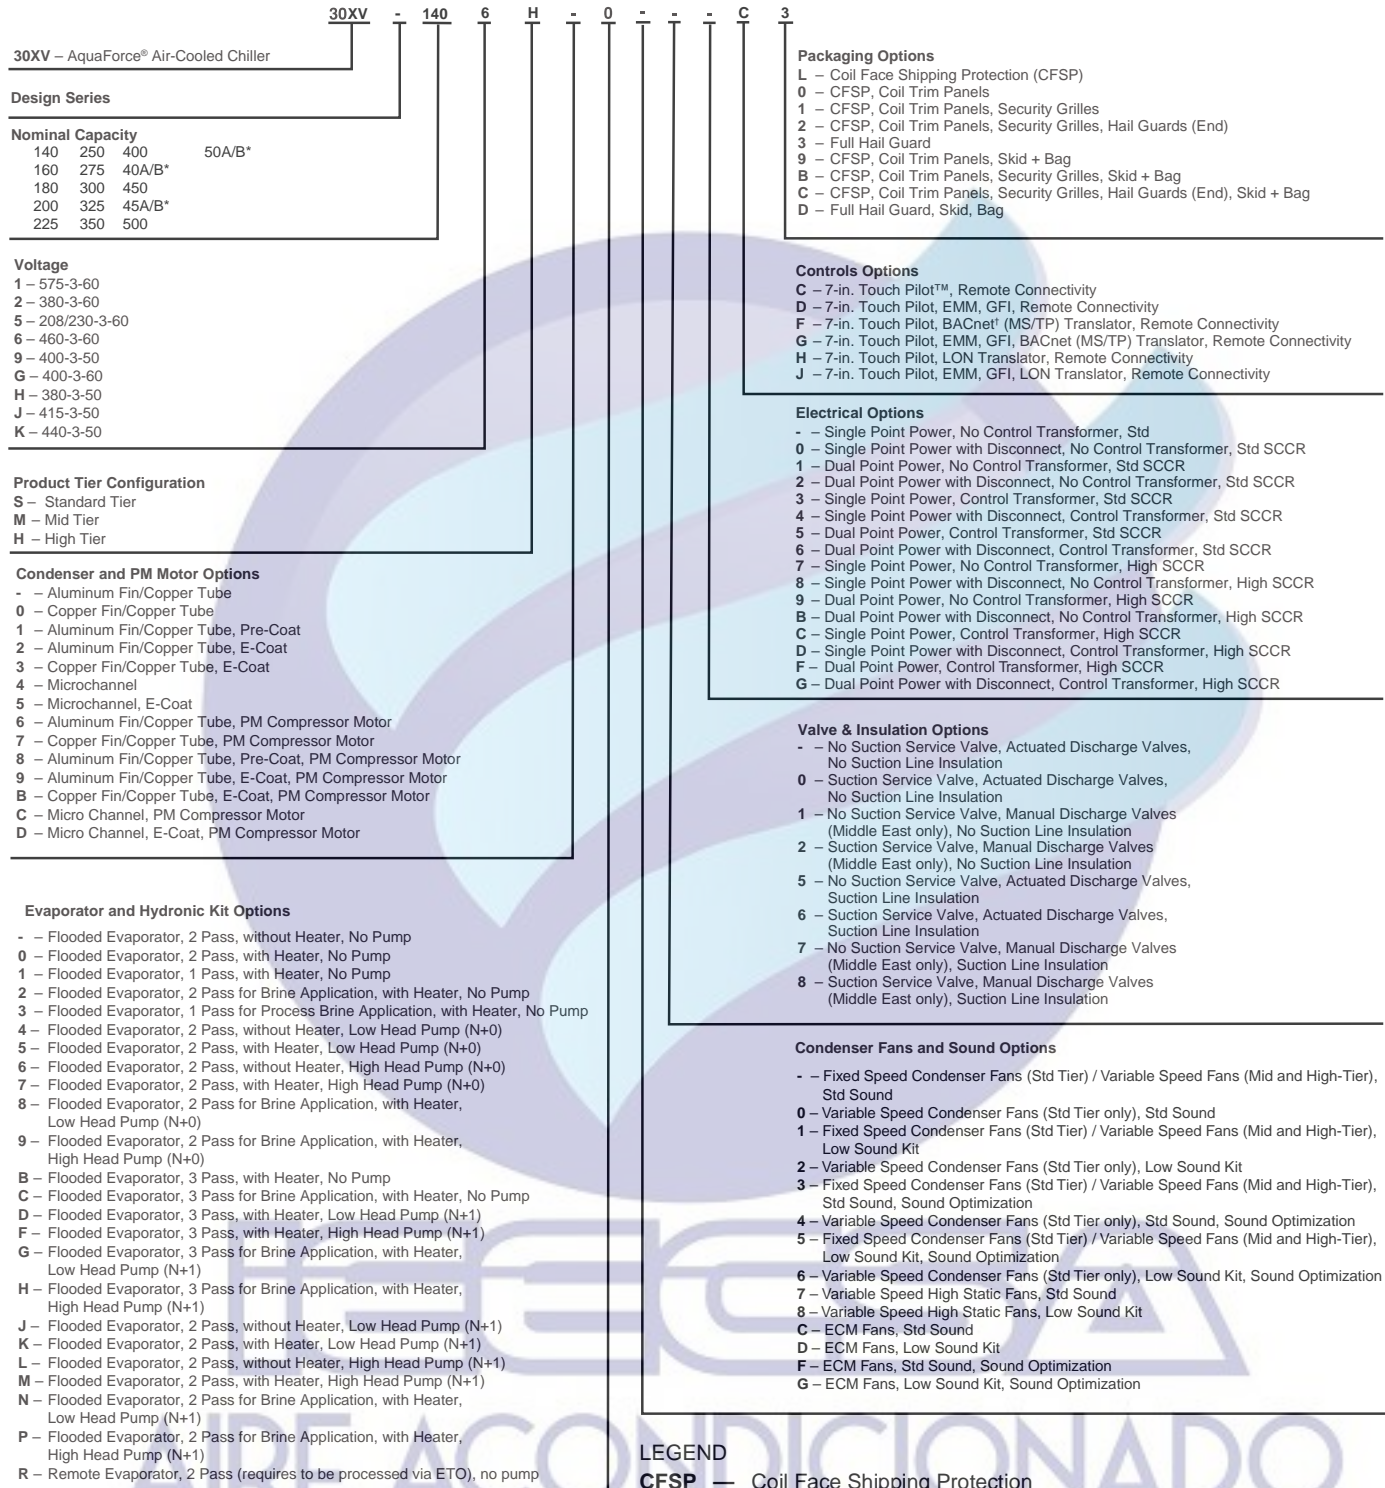 30XV - 140 6 H - 0 - - - C 3
30XV – AquaForce® Air-Cooled Chiller
Design Series
Nominal Capacity
140 250 400 50A/B*
160 275 40A/B*
180 300 450
200 325 45A/B*
225 350 500
Voltage
1 – 575-3-60
2 – 380-3-60
5 – 208/230-3-60
6 – 460-3-60
9 – 400-3-50
G – 400-3-60
H – 380-3-50
J – 415-3-50
K – 440-3-50
Product Tier Configuration
S – Standard Tier
M – Mid Tier
H – High Tier
Condenser and PM Motor Options
- – Aluminum Fin/Copper Tube
0 – Copper Fin/Copper Tube
1 – Aluminum Fin/Copper Tube, Pre-Coat
2 – Aluminum Fin/Copper Tube, E-Coat
3 – Copper Fin/Copper Tube, E-Coat
4 – Microchannel
5 – Microchannel, E-Coat
6 – Aluminum Fin/Copper Tube, PM Compressor Motor
7 – Copper Fin/Copper Tube, PM Compressor Motor
8 – Aluminum Fin/Copper Tube, Pre-Coat, PM Compressor Motor
9 – Aluminum Fin/Copper Tube, E-Coat, PM Compressor Motor
B – Copper Fin/Copper Tube, E-Coat, PM Compressor Motor
C – Micro Channel, PM Compressor Motor
D – Micro Channel, E-Coat, PM Compressor Motor
Evaporator and Hydronic Kit Options
- – Flooded Evaporator, 2 Pass, without Heater, No Pump
0 – Flooded Evaporator, 2 Pass, with Heater, No Pump
1 – Flooded Evaporator, 1 Pass, with Heater, No Pump
2 – Flooded Evaporator, 2 Pass for Brine Application, with Heater, No Pump
3 – Flooded Evaporator, 1 Pass for Process Brine Application, with Heater, No Pump
4 – Flooded Evaporator, 2 Pass, without Heater, Low Head Pump (N+0)
5 – Flooded Evaporator, 2 Pass, with Heater, Low Head Pump (N+0)
6 – Flooded Evaporator, 2 Pass, without Heater, High Head Pump (N+0)
7 – Flooded Evaporator, 2 Pass, with Heater, High Head Pump (N+0)
8 – Flooded Evaporator, 2 Pass for Brine Application, with Heater,
Low Head Pump (N+0)
9 – Flooded Evaporator, 2 Pass for Brine Application, with Heater,
High Head Pump (N+0)
B – Flooded Evaporator, 3 Pass, with Heater, No Pump
C – Flooded Evaporator, 3 Pass for Brine Application, with Heater, No Pump
D – Flooded Evaporator, 3 Pass, with Heater, Low Head Pump (N+1)
F – Flooded Evaporator, 3 Pass, with Heater, High Head Pump (N+1)
G – Flooded Evaporator, 3 Pass for Brine Application, with Heater,
Low Head Pump (N+1)
H – Flooded Evaporator, 3 Pass for Brine Application, with Heater,
High Head Pump (N+1)
J – Flooded Evaporator, 2 Pass, without Heater, Low Head Pump (N+1)
K – Flooded Evaporator, 2 Pass, with Heater, Low Head Pump (N+1)
L – Flooded Evaporator, 2 Pass, without Heater, High Head Pump (N+1)
M – Flooded Evaporator, 2 Pass, with Heater, High Head Pump (N+1)
N – Flooded Evaporator, 2 Pass for Brine Application, with Heater,
Low Head Pump (N+1)
P – Flooded Evaporator, 2 Pass for Brine Application, with Heater,
High Head Pump (N+1)
R – Remote Evaporator, 2 Pass (requires to be processed via ETO), no pump
Packaging Options
L – Coil Face Shipping Protection (CFSP)
0 – CFSP, Coil Trim Panels
1 – CFSP, Coil Trim Panels, Security Grilles
2 – CFSP, Coil Trim Panels, Security Grilles, Hail Guards (End)
3 – Full Hail Guard
9 – CFSP, Coil Trim Panels, Skid + Bag
B – CFSP, Coil Trim Panels, Security Grilles, Skid + Bag
C – CFSP, Coil Trim Panels, Security Grilles, Hail Guards (End), Skid + Bag
D – Full Hail Guard, Skid, Bag
Controls Options
C – 7-in. Touch Pilot™, Remote Connectivity
D – 7-in. Touch Pilot, EMM, GFI, Remote Connectivity
F – 7-in. Touch Pilot, BACnet† (MS/TP) Translator, Remote Connectivity
G – 7-in. Touch Pilot, EMM, GFI, BACnet (MS/TP) Translator, Remote Connectivity
H – 7-in. Touch Pilot, LON Translator, Remote Connectivity
J – 7-in. Touch Pilot, EMM, GFI, LON Translator, Remote Connectivity
Electrical Options
- – Single Point Power, No Control Transformer, Std
0 – Single Point Power with Disconnect, No Control Transformer, Std SCCR
1 – Dual Point Power, No Control Transformer, Std SCCR
2 – Dual Point Power with Disconnect, No Control Transformer, Std SCCR
3 – Single Point Power, Control Transformer, Std SCCR
4 – Single Point Power with Disconnect, Control Transformer, Std SCCR
5 – Dual Point Power, Control Transformer, Std SCCR
6 – Dual Point Power with Disconnect, Control Transformer, Std SCCR
7 – Single Point Power, No Control Transformer, High SCCR
8 – Single Point Power with Disconnect, No Control Transformer, High SCCR
9 – Dual Point Power, No Control Transformer, High SCCR
B – Dual Point Power with Disconnect, No Control Transformer, High SCCR
C – Single Point Power, Control Transformer, High SCCR
D – Single Point Power with Disconnect, Control Transformer, High SCCR
F – Dual Point Power, Control Transformer, High SCCR
G – Dual Point Power with Disconnect, Control Transformer, High SCCR
Valve & Insulation Options
- – No Suction Service Valve, Actuated Discharge Valves,
No Suction Line Insulation
0 – Suction Service Valve, Actuated Discharge Valves,
No Suction Line Insulation
1 – No Suction Service Valve, Manual Discharge Valves
(Middle East only), No Suction Line Insulation
2 – Suction Service Valve, Manual Discharge Valves
(Middle East only), No Suction Line Insulation
5 – No Suction Service Valve, Actuated Discharge Valves,
Suction Line Insulation
6 – Suction Service Valve, Actuated Discharge Valves,
Suction Line Insulation
7 – No Suction Service Valve, Manual Discharge Valves
(Middle East only), Suction Line Insulation
8 – Suction Service Valve, Manual Discharge Valves
(Middle East only), Suction Line Insulation
Condenser Fans and Sound Options
- – Fixed Speed Condenser Fans (Std Tier) / Variable Speed Fans (Mid and High-Tier),
Std Sound
0 – Variable Speed Condenser Fans (Std Tier only), Std Sound
1 – Fixed Speed Condenser Fans (Std Tier) / Variable Speed Fans (Mid and High-Tier),
Low Sound Kit
2 – Variable Speed Condenser Fans (Std Tier only), Low Sound Kit
3 – Fixed Speed Condenser Fans (Std Tier) / Variable Speed Fans (Mid and High-Tier),
Std Sound, Sound Optimization
4 – Variable Speed Condenser Fans (Std Tier only), Std Sound, Sound Optimization
5 – Fixed Speed Condenser Fans (Std Tier) / Variable Speed Fans (Mid and High-Tier),
Low Sound Kit, Sound Optimization
6 – Variable Speed Condenser Fans (Std Tier only), Low Sound Kit, Sound Optimization
7 – Variable Speed High Static Fans, Std Sound
8 – Variable Speed High Static Fans, Low Sound Kit
C – ECM Fans, Std Sound
D – ECM Fans, Low Sound Kit
F – ECM Fans, Std Sound, Sound Optimization
G – ECM Fans, Low Sound Kit, Sound Optimization
LEGEND
CFSP — Coil Face Shipping Protection
AIRE ACONDICIONADO